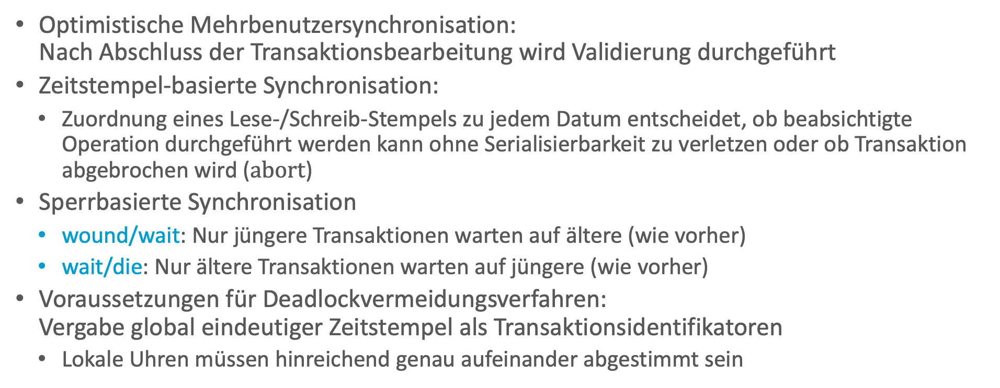 • Optimistische Mehrbenutzersynchronisation:
Nach Abschluss der Transaktionsbearbeitung wird Validierung durchgeführt
• Zeitstempel-basierte Synchronisation:
• Zuordnung eines Lese-/Schreib-Stempels zu jedem Datum entscheidet, ob beabsichtigte
Operation durchgeführt werden kann ohne Serialisierbarkeit zu verletzen oder ob Transaktion
abgebrochen wird (abort)
• Sperrbasierte Synchronisation
• wound/wait: Nur jüngere Transaktionen warten auf ältere (wie vorher)
• wait/die: Nur ältere Transaktionen warten auf jüngere (wie vorher)
• Voraussetzungen für Deadlockvermeidungsverfahren:
Vergabe global eindeutiger Zeitstempel als Transaktionsidentifikatoren
• Lokale Uhren müssen hinreichend genau aufeinander abgestimmt sein